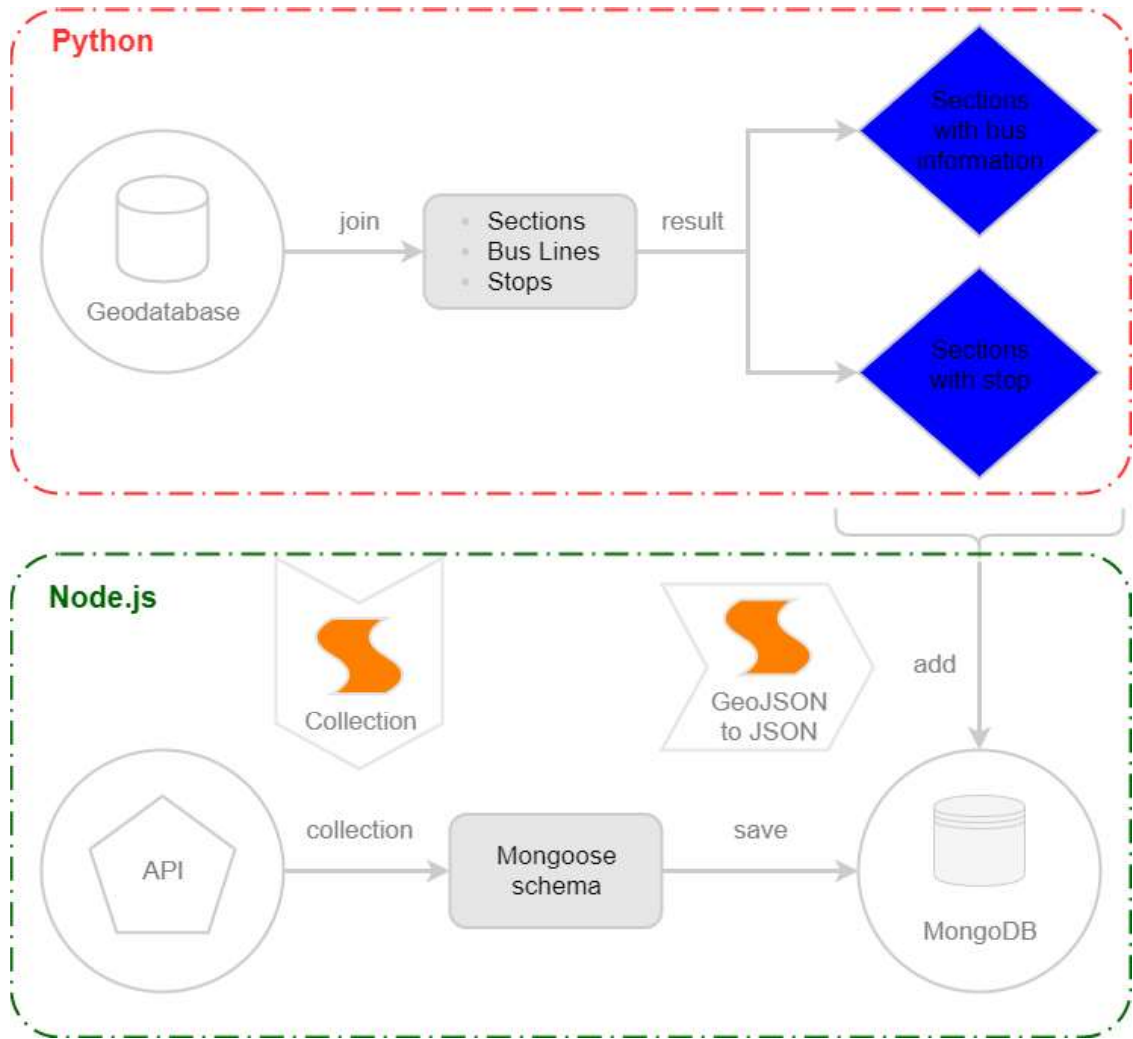 Python
Geodatabase
join
Sections
Bus Lines
Stops
result
Sections
with bus
information
Sections
with stop
Node.js
Collection
GeoJSON
to JSON
add
API
collection
Mongoose
schema
save
MongoDB